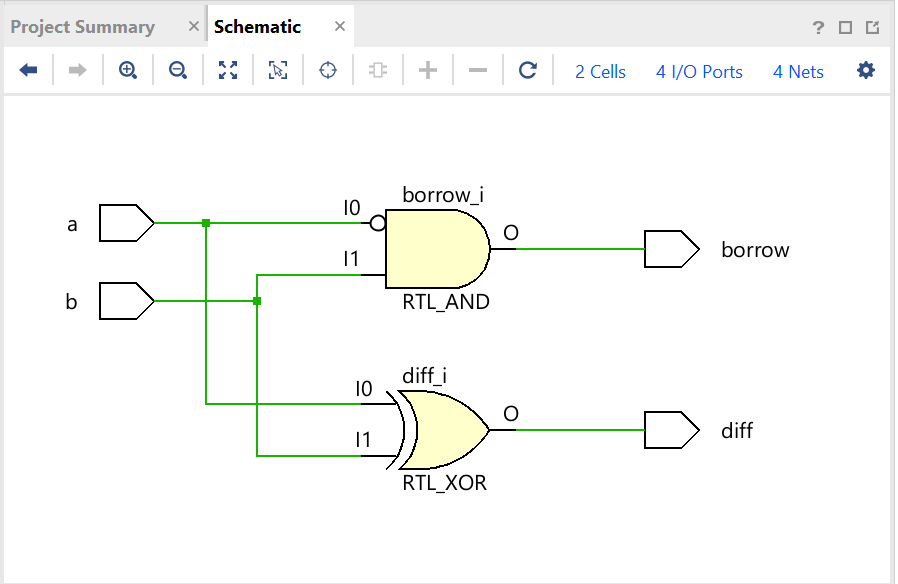 Project Summary × Schematic × ?
2 Cells 4 I/O Ports 4 Nets
borrow_i
a I0 O
I1 borrow
b RTL_AND
diff_i
I0 O
I1 diff
RTL_XOR